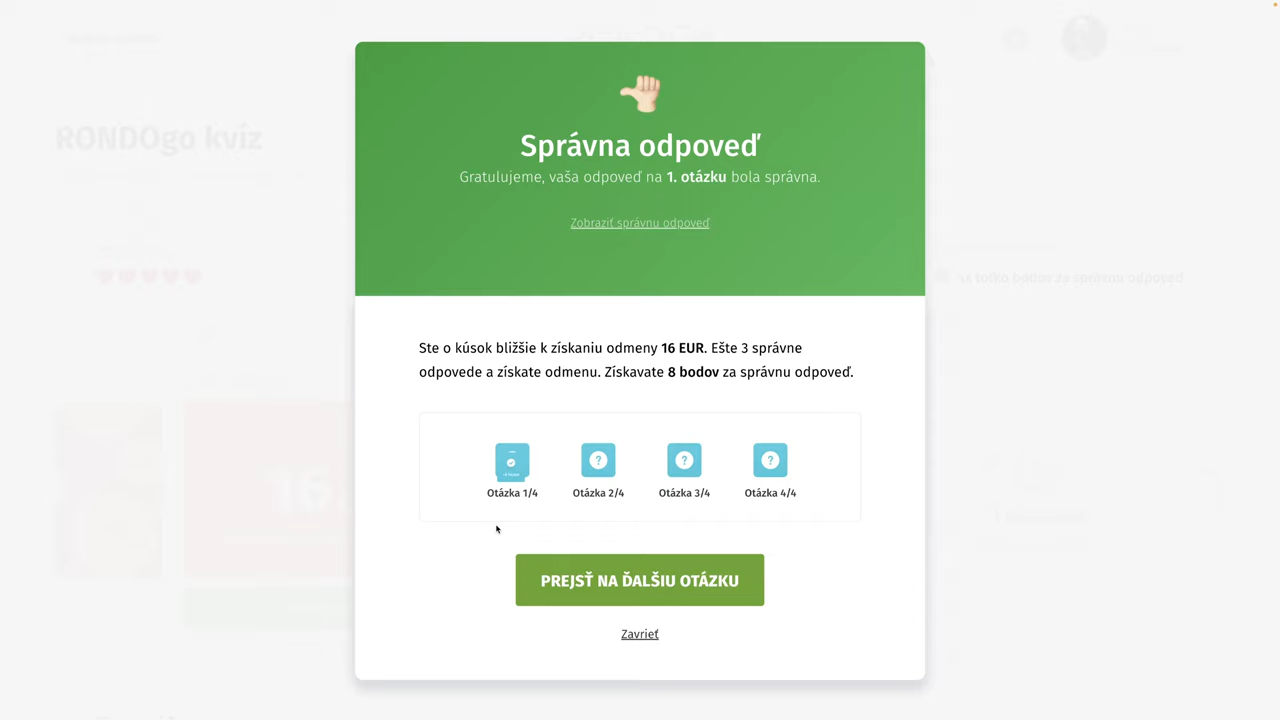 RONDOgo kvíz
Správna odpoveď
Gratulujeme, vaša odpoveď na 1. otázku bola správna.
Zobraziť správnu odpoveď
Ste o kúsok bližšie k získaniu odmeny 16 EUR. Ešte 3 správne
odpovede a získate odmenu. Získavate 8 bodov za správnu odpoveď.
? ? ?
Otázka 1/4 Otázka 2/4 Otázka 3/4 Otázka 4/4
PREJSŤ NA ĎALŠIU OTÁZKU
Zavrieť